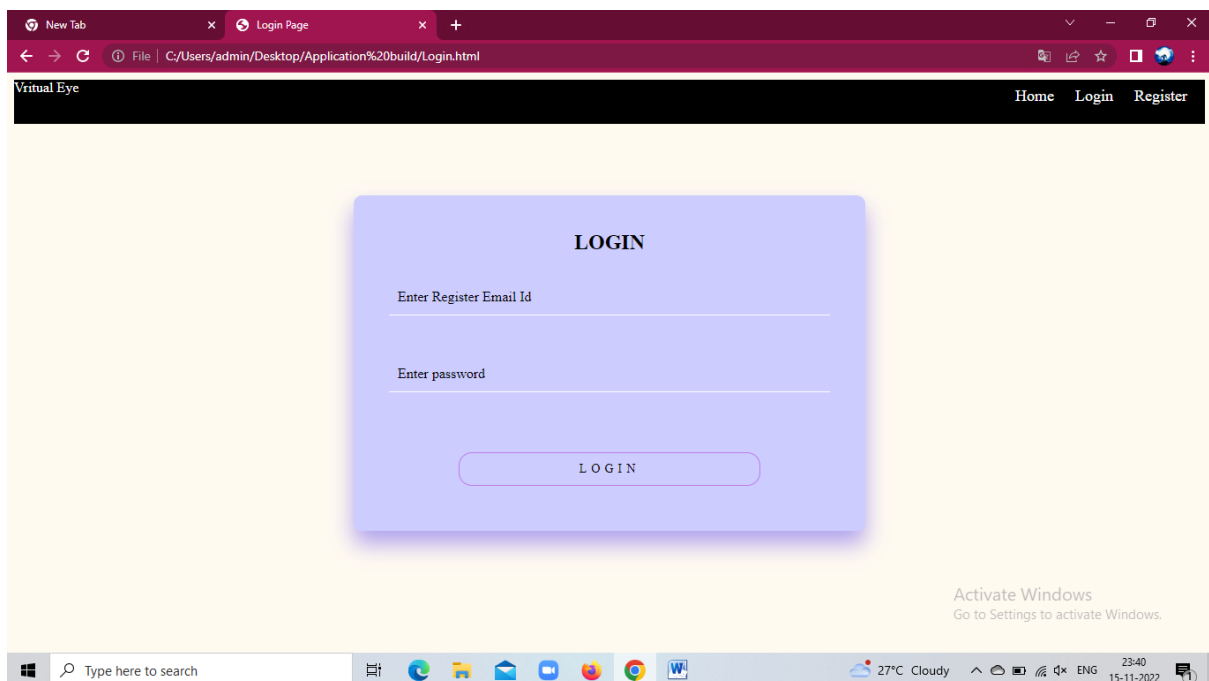 New Tab
Login Page
File | C:/Users/admin/Desktop/Application%20build/Login.html
Vritual Eye
Home Login Register
LOGIN
Enter Register Email Id
Enter password
LOGIN
Activate Windows
Go to Settings to activate Windows.
Type here to search
W
27°C Cloudy
ENG
23:40
15-11-2022
1